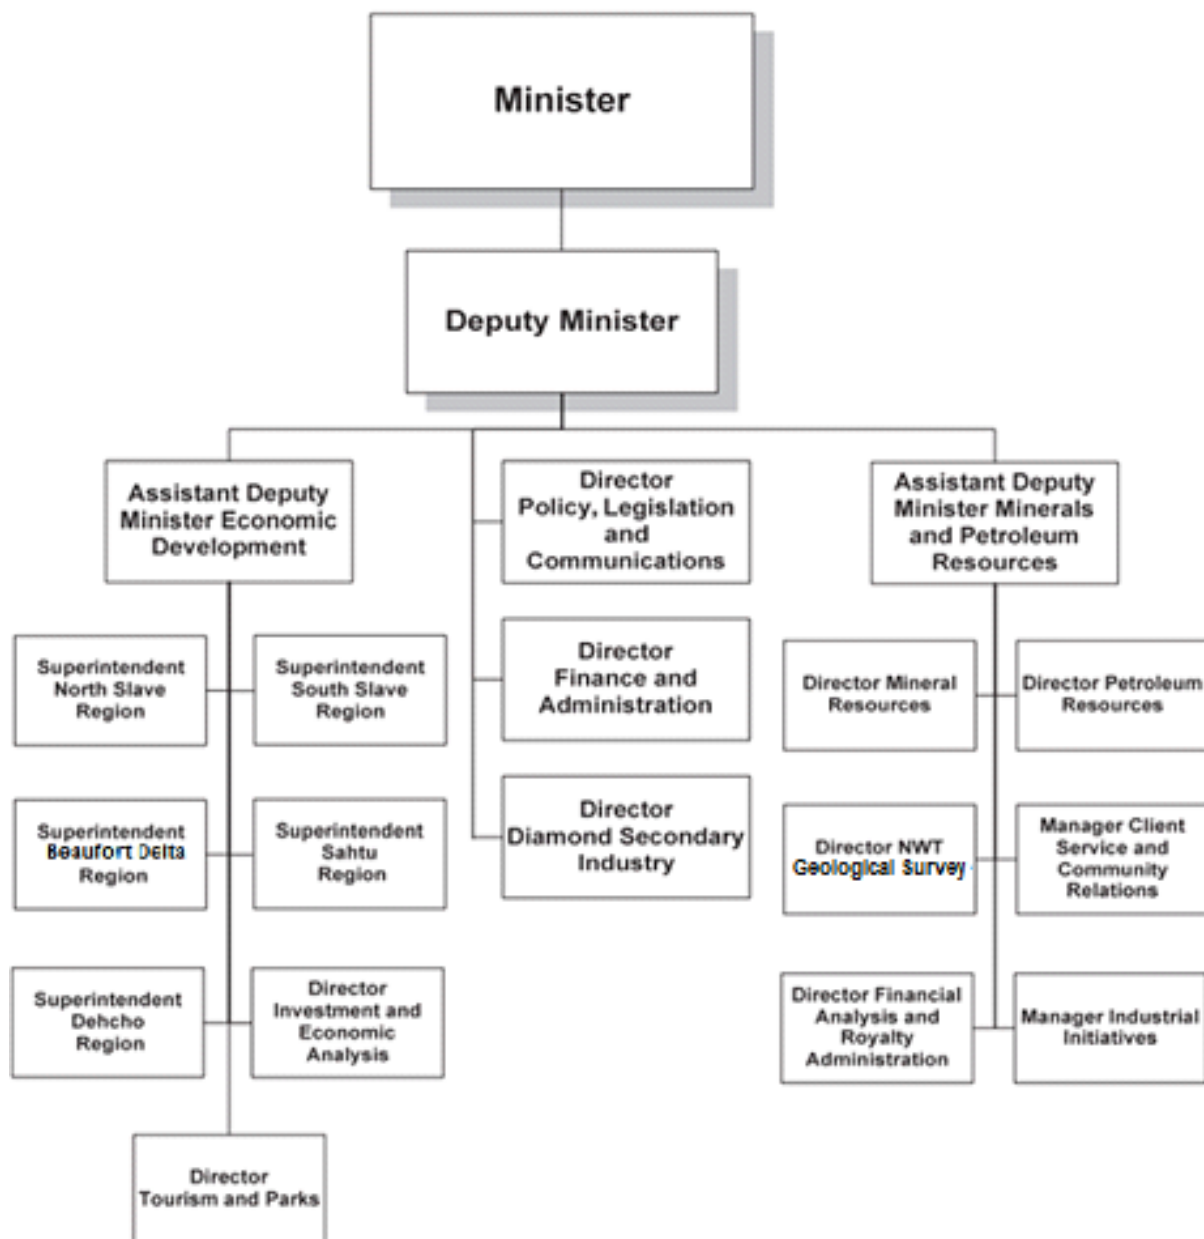 Minister
Deputy Minister
Assistant Deputy
Minister Economic
Development
Director
Policy, Legislation
and
Communications
Assistant Deputy
Minister Minerals
and Petroleum
Resources
Superintendent
North Slave
Region
Superintendent
South Slave
Region
Director
Finance and
Administration
Director Mineral
Resources
Director Petroleum
Resources
Superintendent
Beaufort Delta
Region
Superintendent
Sahtu
Region
Director
Diamond Secondary
Industry
Director NWT
Geological Survey
Manager Client
Service and
Community
Relations
Superintendent
Dehcho
Region
Director
Investment and
Economic
Analysis
Director Financial
Analysis and
Royalty
Administration
Manager Industrial
Initiatives
Director
Tourism and Parks